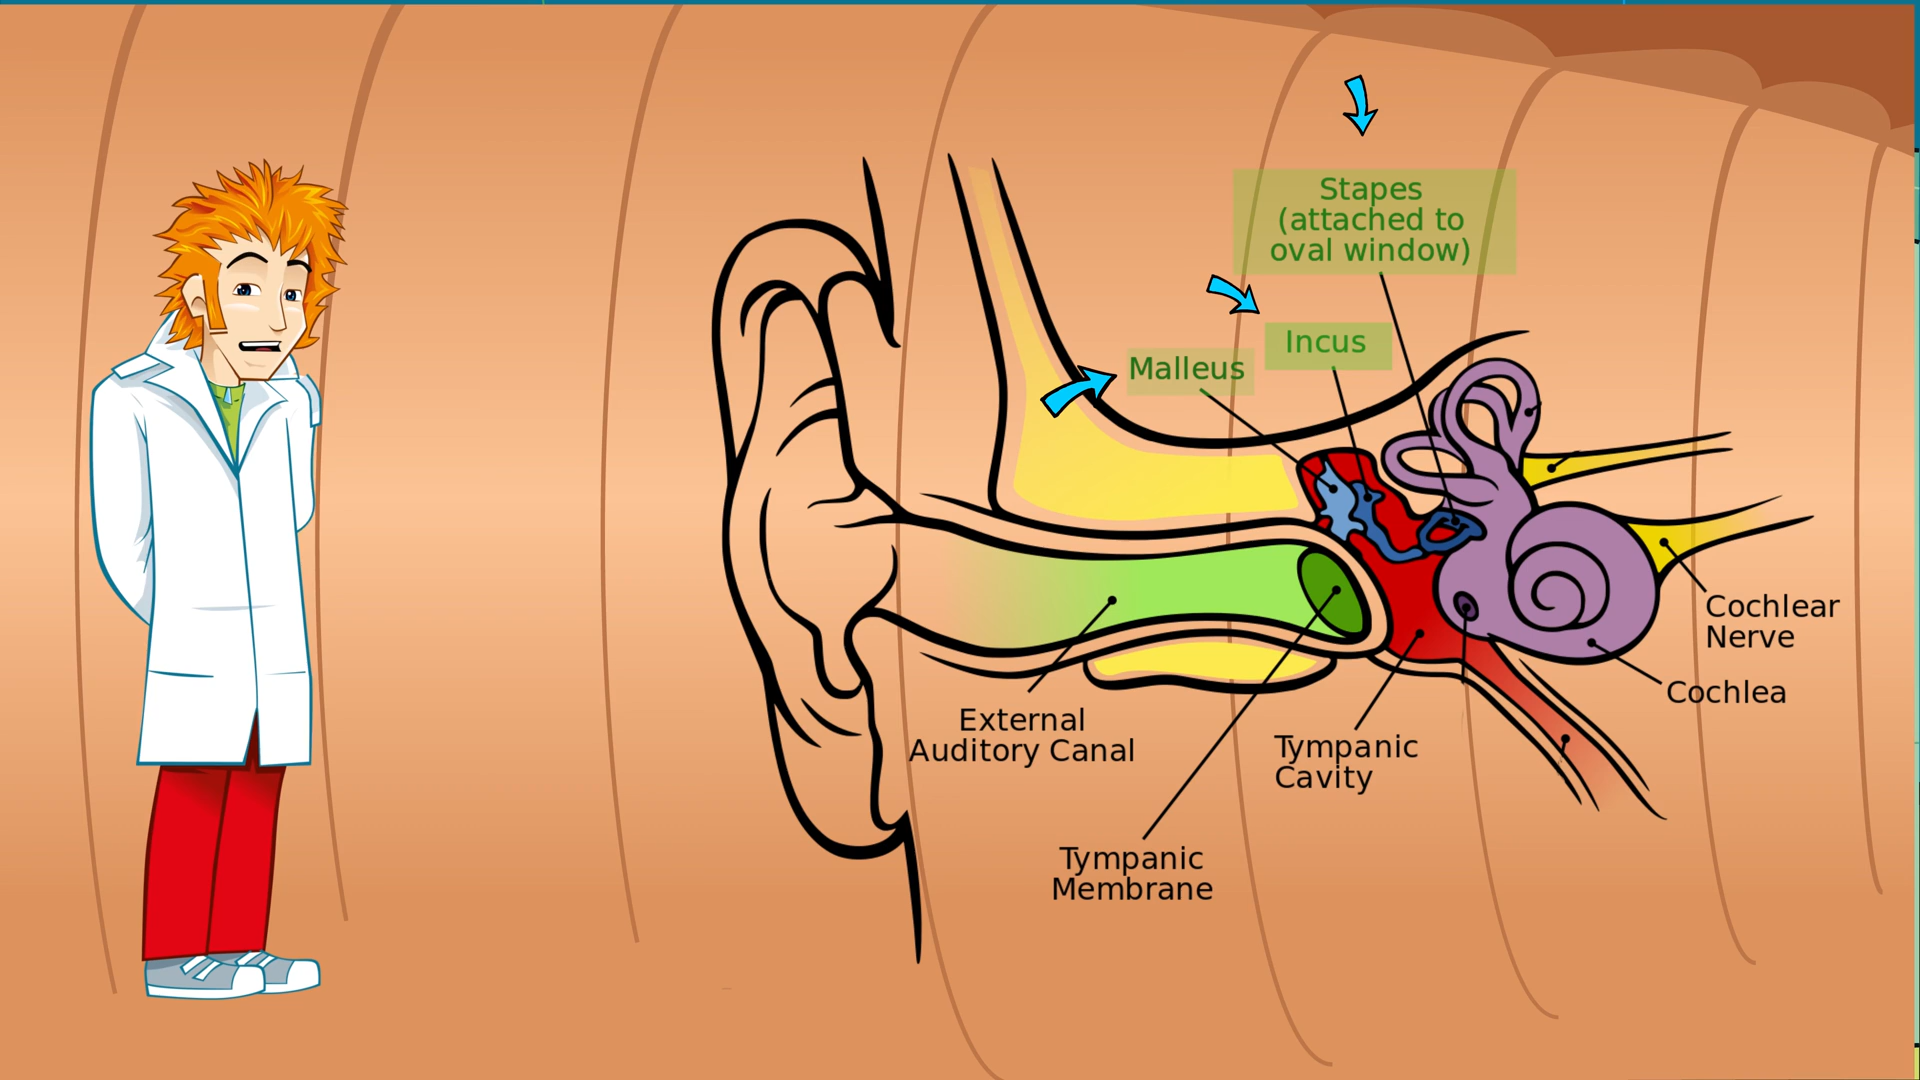 Stapes
(attached to
oval window)
Incus
Malleus
Cochlear
Nerve
Cochlea
External
Auditory Canal
Tympanic
Cavity
Tympanic
Membrane